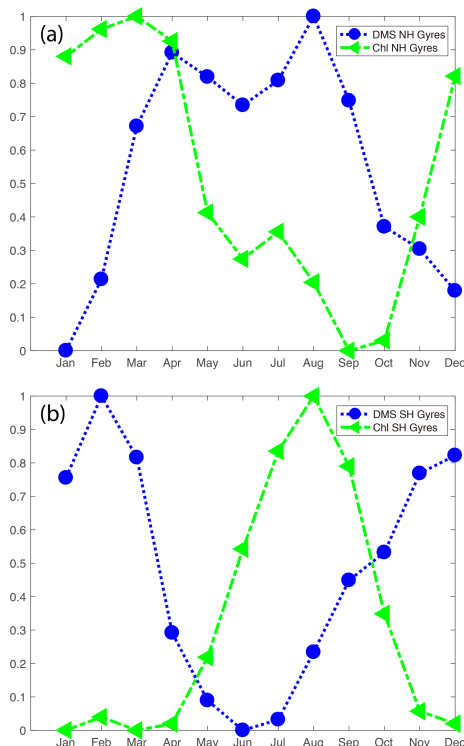 (a)
DMS NH Gyres
Chl NH Gyres
1
0.9
0.8
0.7
0.6
0.5
0.4
0.3
0.2
0.1
0
Jan Feb Mar Apr May Jun Jul Aug Sep Oct Nov Dec
(b)
DMS SH Gyres
Chl SH Gyres
1
0.9
0.8
0.7
0.6
0.5
0.4
0.3
0.2
0.1
0
Jan Feb Mar Apr May Jun Jul Aug Sep Oct Nov Dec